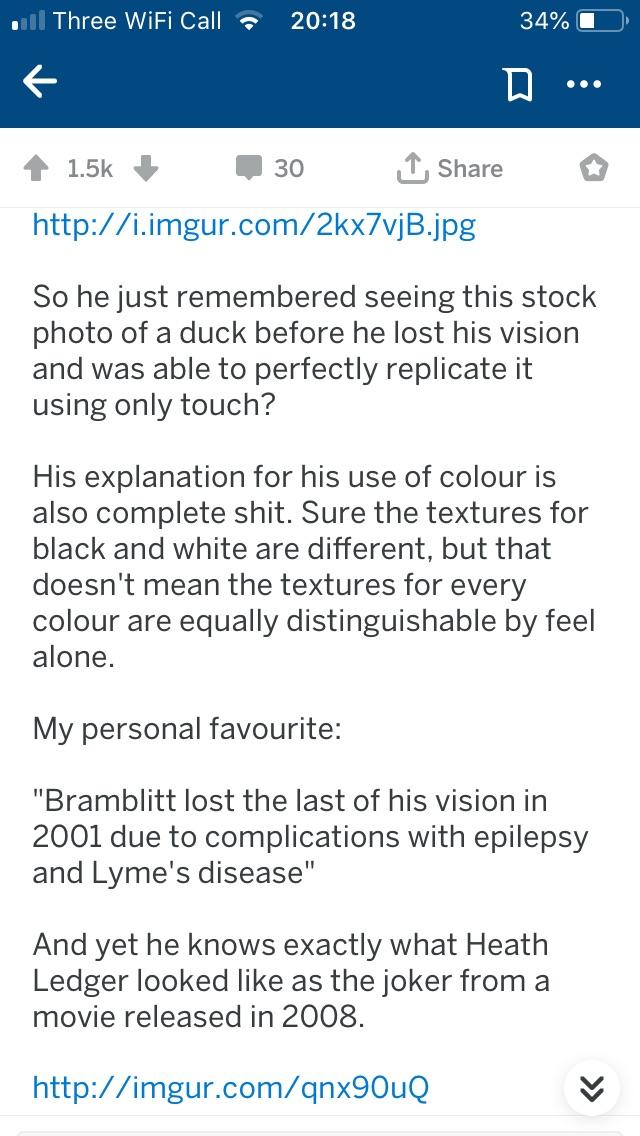 Three WiFi Call 20:18 34%
1.5k 30 Share
http://i.imgur.com/2kx7vjB.jpg
So he just remembered seeing this stock
photo of a duck before he lost his vision
and was able to perfectly replicate it
using only touch?
His explanation for his use of colour is
also complete shit. Sure the textures for
black and white are different, but that
doesn't mean the textures for every
colour are equally distinguishable by feel
alone.
My personal favourite:
"Bramblitt lost the last of his vision in
2001 due to complications with epilepsy
and Lyme's disease"
And yet he knows exactly what Heath
Ledger looked like as the joker from a
movie released in 2008.
http://imgur.com/qnx90uQ